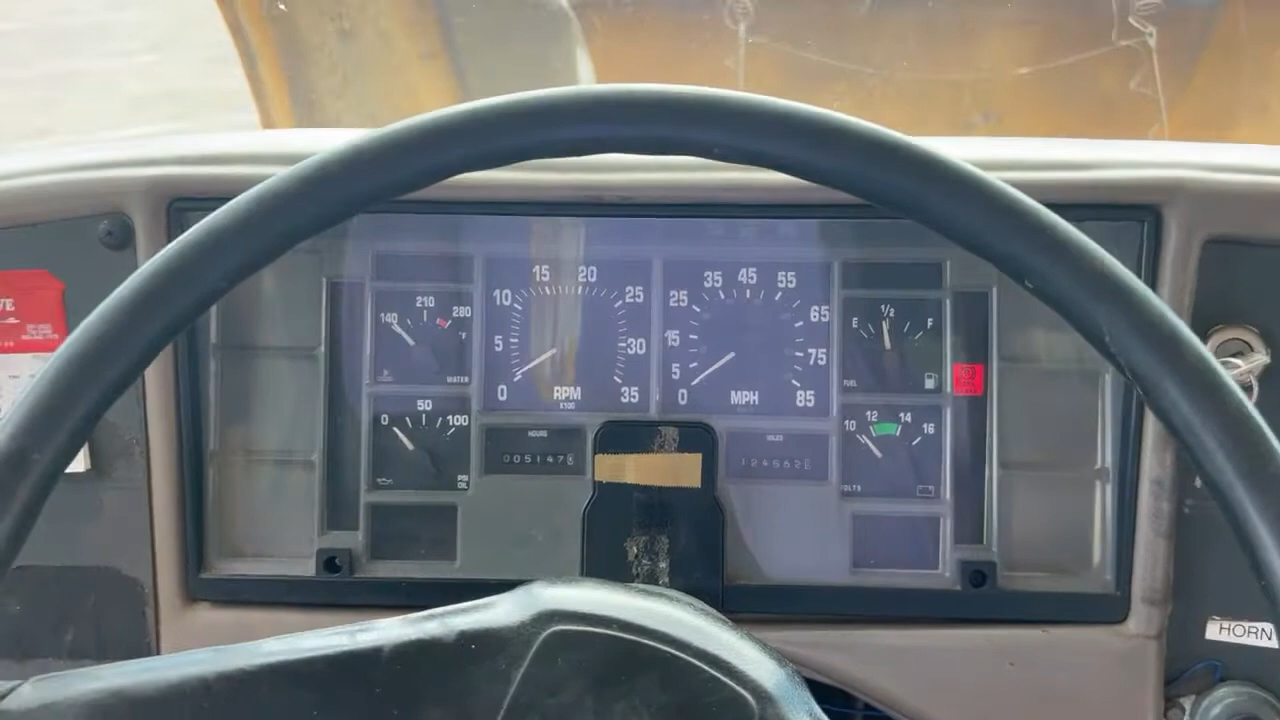 VE
140 210 280
°F
WATER
0 50 100
PSI
OIL
0 5 10 15 20 25 30 35
RPM
X100
HOURS
005147
0 5 15 25 35 45 55 65 75 85
MPH
MILES
124662
E 1/2 F
FUEL
10 12 14 16
VOLTS
HORN